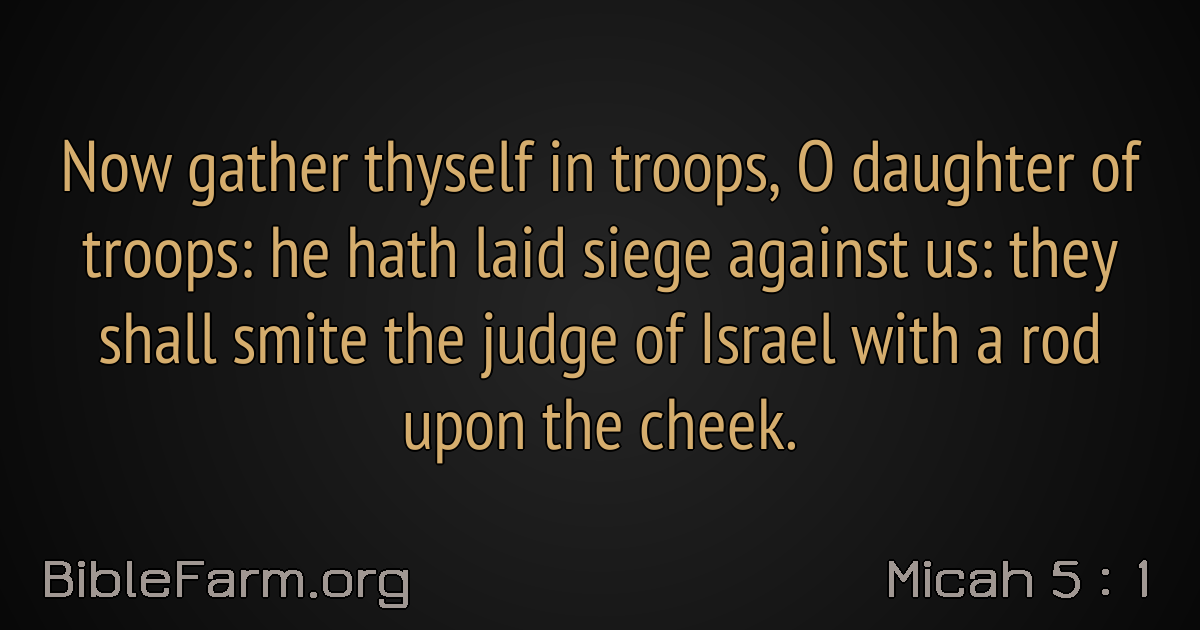 Now gather thyself in troops, O daughter of
troops: he hath laid siege against us: they
shall smite the judge of Israel with a rod
upon the cheek.
BibleFarm.org
Micah 5 : 1